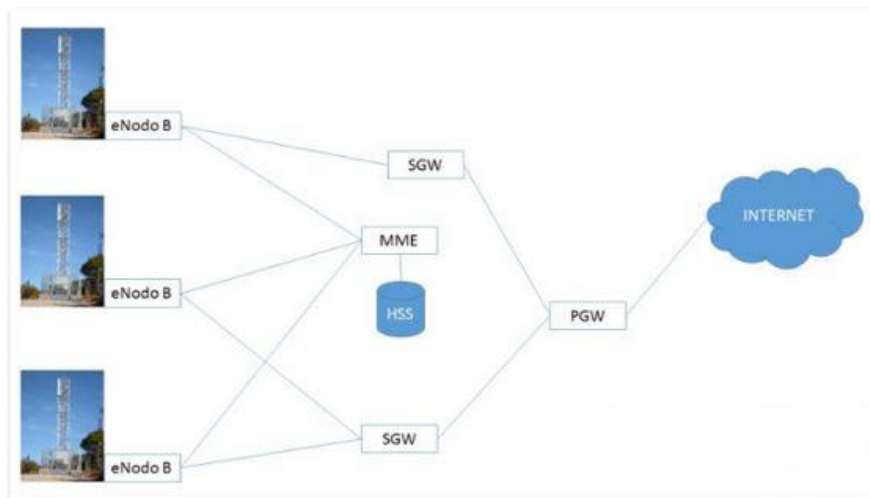 eNodo B
SGW
INTERNET
MME
eNodo B
HSS
PGW
SGW
eNodo B